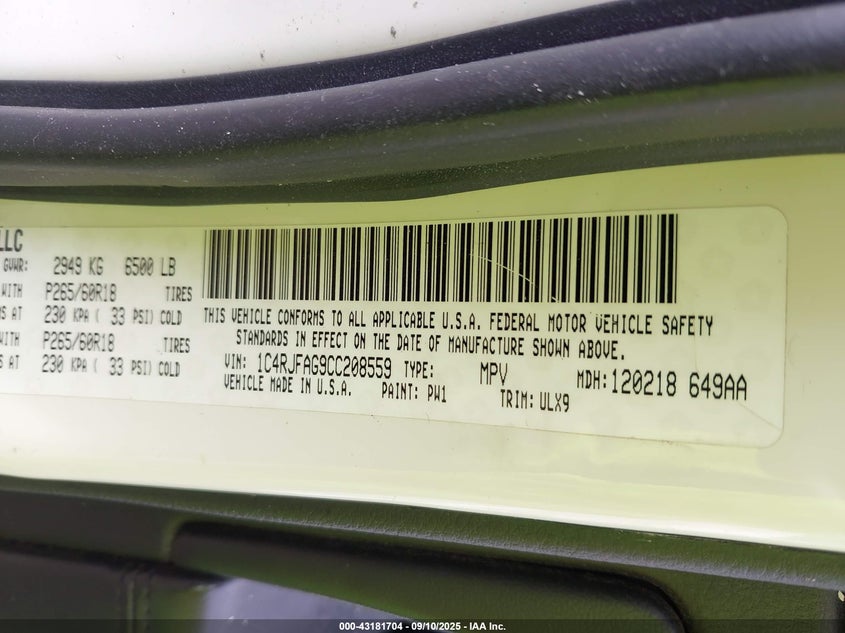 LLC
GVWR: 2949 KG 6500 LB
WITH P265/60R18 TIRES
AT 230 KPA ( 33 PSI) COLD
WITH P265/60R18 TIRES
AT 230 KPA ( 33 PSI) COLD
THIS VEHICLE CONFORMS TO ALL APPLICABLE U.S.A. FEDERAL MOTOR VEHICLE SAFETY
STANDARDS IN EFFECT ON THE DATE OF MANUFACTURE SHOWN ABOVE.
VIN: 1C4RJFAG9CC208559 TYPE: MPV MDH: 120218 649AA
VEHICLE MADE IN U.S.A. PAINT: PW1 TRIM: ULX9
000-43181704 - 09/10/2025 - IAA Inc.